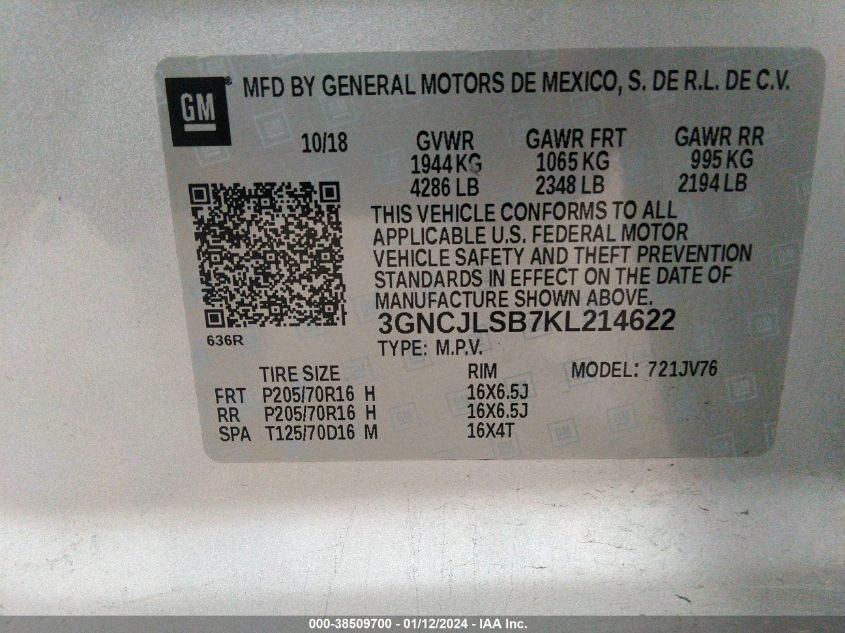 GM ® MFD BY GENERAL MOTORS DE MEXICO, S. DE R.L. DE C.V.
10/18 GVWR GAWR FRT GAWR RR
1944 KG 1065 KG 995 KG
4286 LB 2348 LB 2194 LB
THIS VEHICLE CONFORMS TO ALL
APPLICABLE U.S. FEDERAL MOTOR
VEHICLE SAFETY AND THEFT PREVENTION
STANDARDS IN EFFECT ON THE DATE OF
MANUFACTURE SHOWN ABOVE.
3GNCJLSB7KL214622
636R
TYPE: M.P.V.
TIRE SIZE RIM MODEL: 721JV76
FRT P205/70R16 H 16X6.5J
RR P205/70R16 H 16X6.5J
SPA T125/70D16 M 16X4T
000-38509700 - 01/12/2024 - IAA Inc.